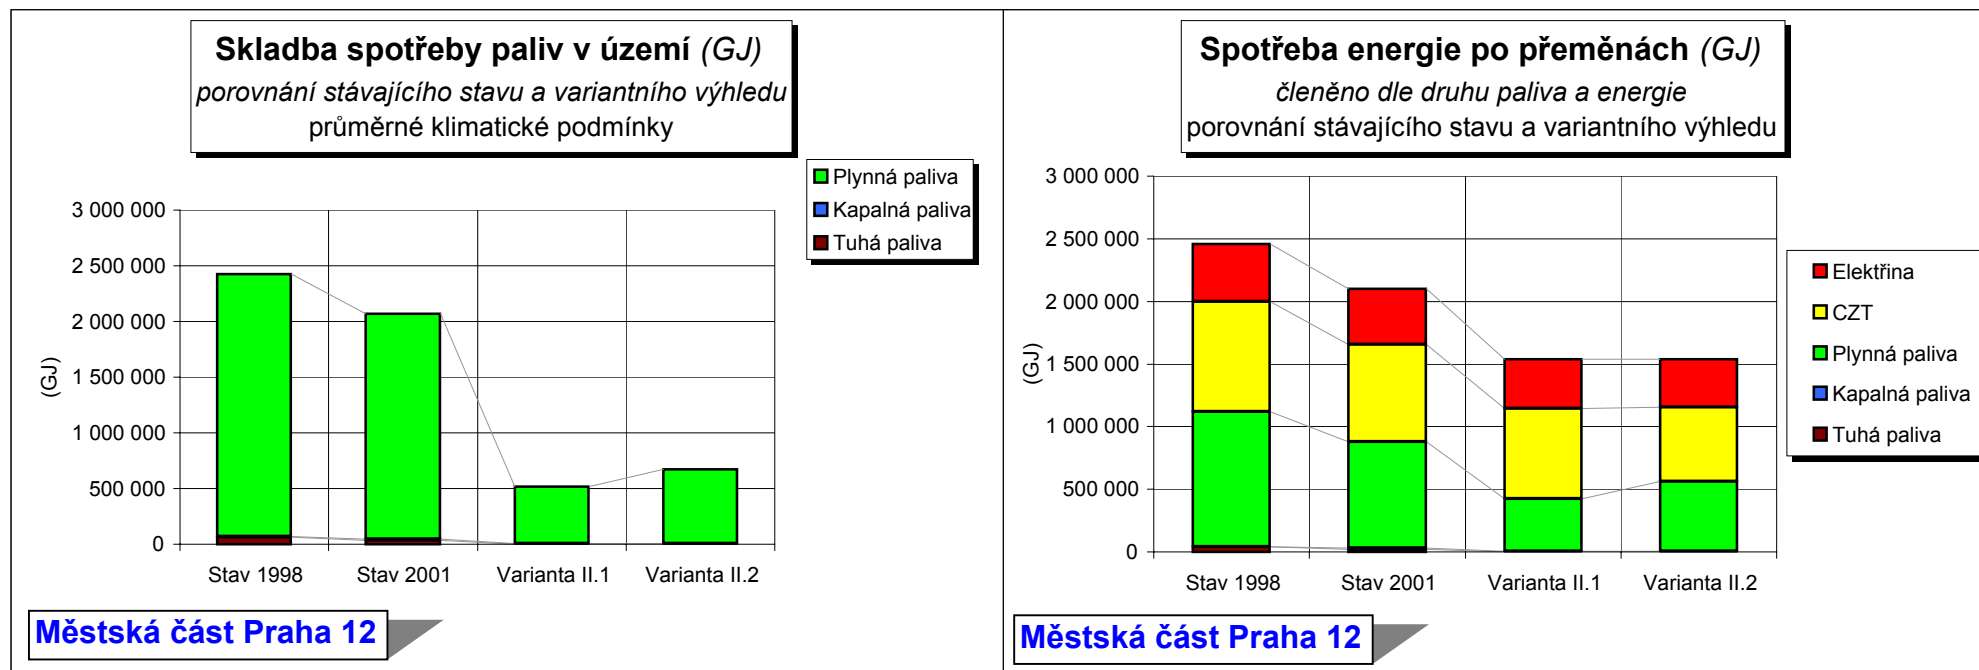 Skladba spotřeby paliv v území (GJ)
porovnání stávajícího stavu a variantního výhledu
průměrné klimatické podmínky
Plynná paliva
Kapalná paliva
Tuhá paliva
3 000 000
2 500 000
2 000 000
1 500 000
1 000 000
500 000
0
(GJ)
Stav 1998
Stav 2001
Varianta II.1
Varianta II.2
Městská část Praha 12
Spotřeba energie po přeměnách (GJ)
členěno dle druhu paliva a energie
porovnání stávajícího stavu a variantního výhledu
3 000 000
2 500 000
2 000 000
1 500 000
1 000 000
500 000
0
(GJ)
Elektřina
CZT
Plynná paliva
Kapalná paliva
Tuhá paliva
Stav 1998
Stav 2001
Varianta II.1
Varianta II.2
Městská část Praha 12